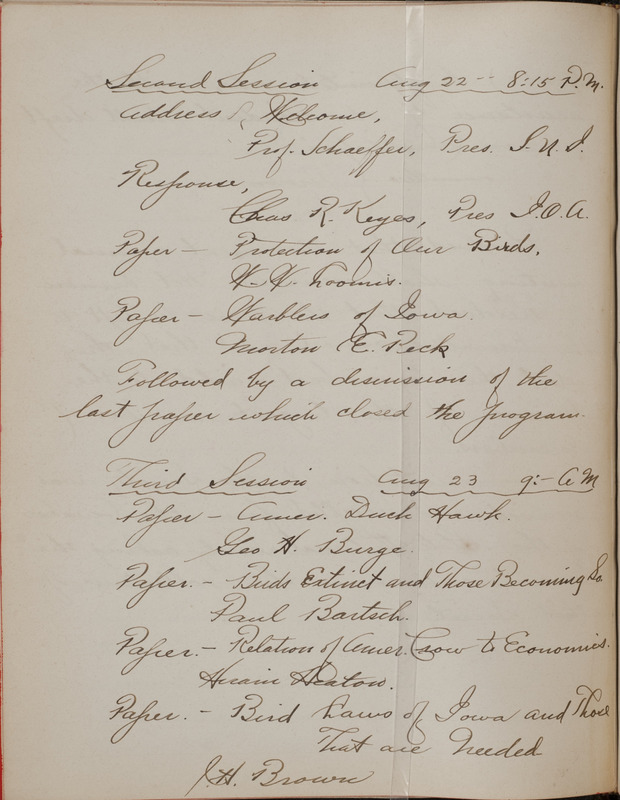 Second Session Aug 22 -- 8:15 P.M.
Address of Welcome,
Prof. Schaeffer, Pres. S.U.I.
Response,
Chas R. Keyes, Pres I.O.A.
Paper — Protection of Our Birds.
W. W. Loomis.
Paper — Warblers of Iowa.
Morton E. Peck
Followed by a discussion of the
last paper which closed the program.
Third Session Aug 23 9:- A M
Paper — Amer. Duck Hawk.
Geo H. Burge.
Paper. - Birds Extinct and Those Becoming So.
Paul Bartsch.
Paper. - Relation of Amer. Crow to Economics.
Hiram Heaton.
Paper. - Bird Laws of Iowa and Those
That are Needed
J. H. Brown